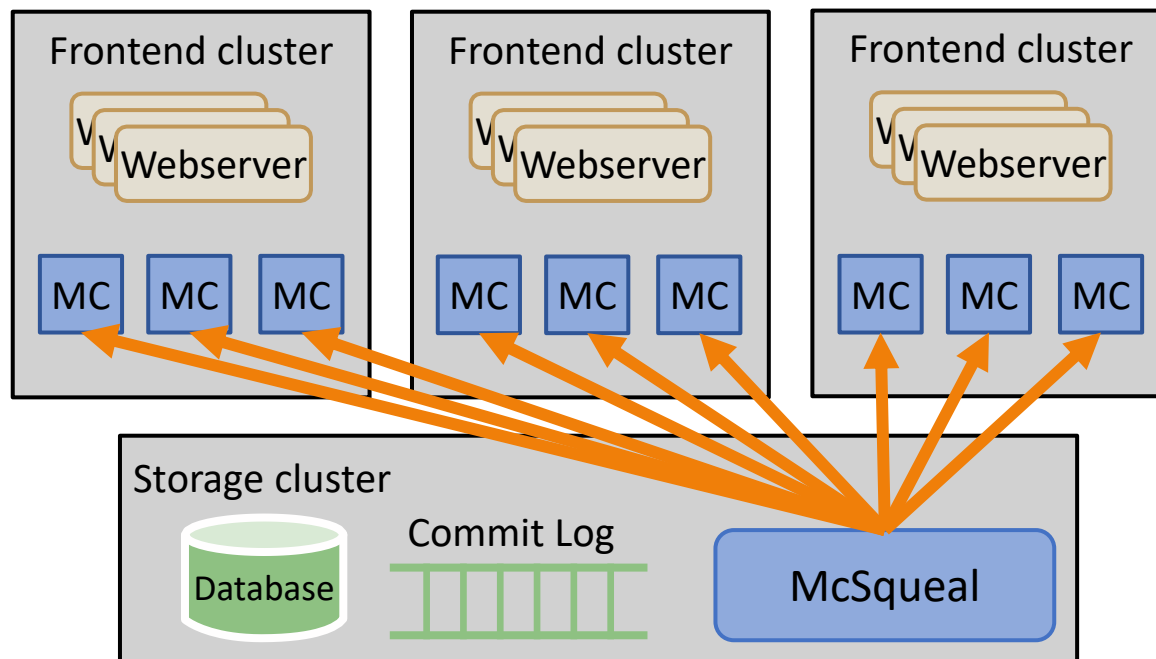 Frontend cluster
V
V
Webserver
MC
MC
MC
Frontend cluster
V
V
Webserver
MC
MC
MC
Frontend cluster
V
V
Webserver
MC
MC
MC
Storage cluster
Database
Commit Log
McSqueal